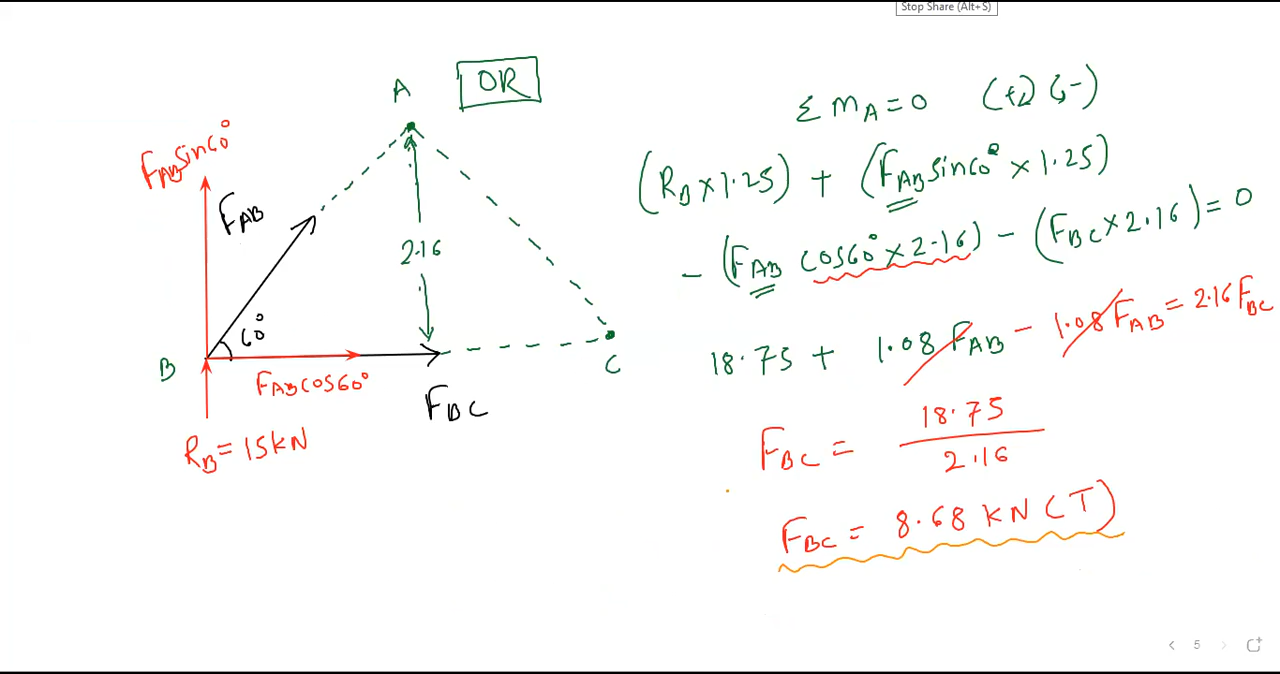 Stop Share (Alt+S)
A
OR
F_AB sin60°
F_AB
2.16
60°
B
C
F_AB cos60°
F_BC
R_B = 15 kN
Σ m_A = 0 (+↻) (↺-)
(R_B × 1.25) + (F_AB sin60° × 1.25)
- (F_AB cos60° × 2.16) - (F_BC × 2.16) = 0
18.75 + 1.08 F_AB - 1.08 F_AB = 2.16 F_BC
F_BC = 18.75 / 2.16
F_BC = 8.68 KN (T)
< 5 >